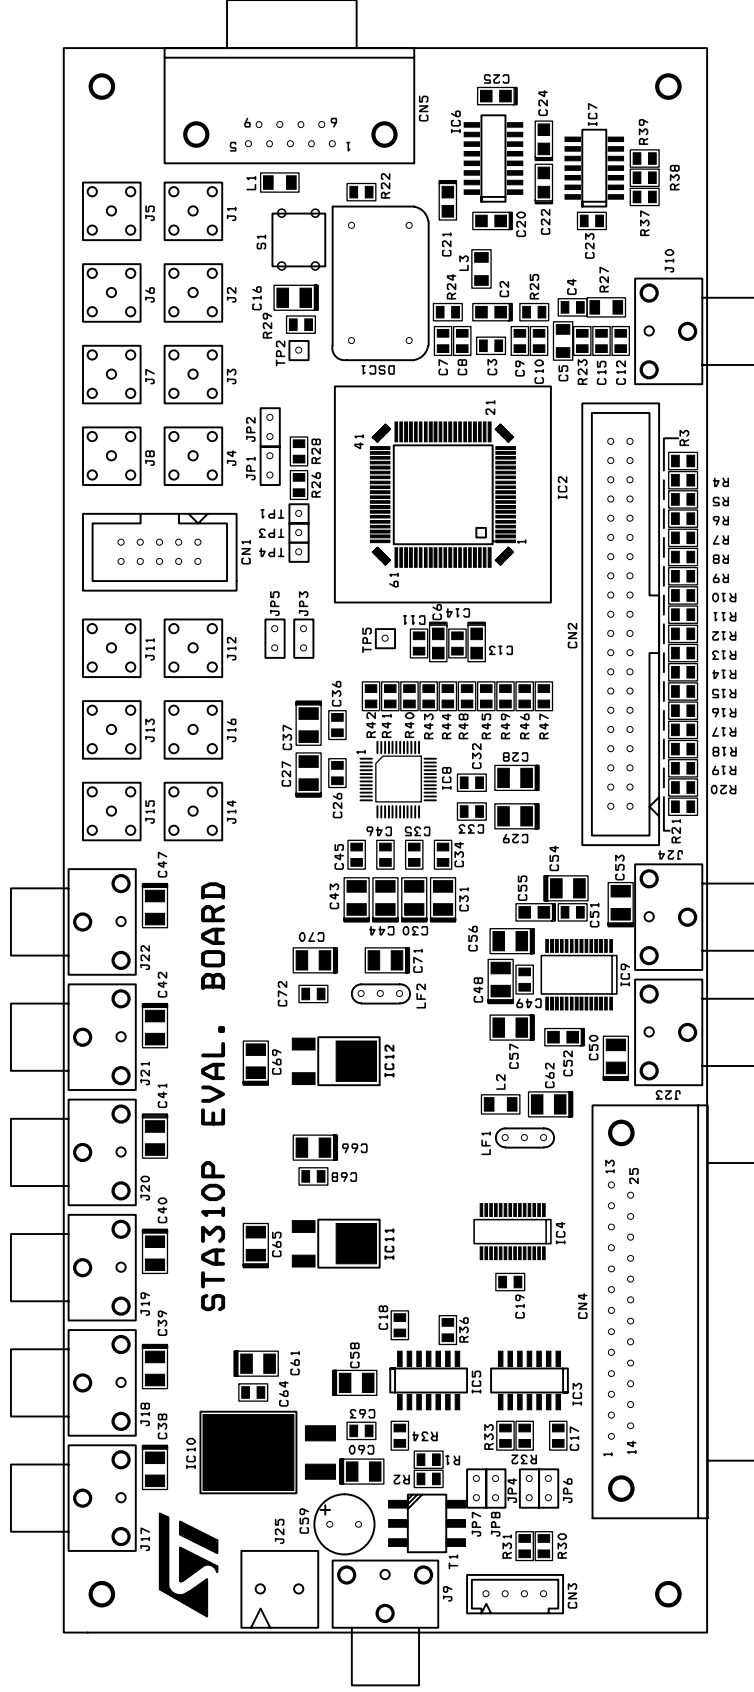 CN5
9
6
5
1
C25
IC6
C24
IC7
R39
R38
R37
J5
J1
L1
R22
S1
C21
C20
C22
C23
L3
J10
J6
J2
C16
R29
TP2
DSC1
R24
C2
R25
C4
R27
C7
C8
C3
C9
C10
C5
R23
C15
C12
J7
J3
J8
J4
JP2
JP1
R28
R26
TP1
TP3
TP4
CN1
41
21
61
1
IC2
R3
R4
R5
R6
R7
R8
R9
R10
R11
R12
R13
R14
R15
R16
R17
R18
R19
R20
R21
CN2
JP5
JP3
TP5
C11
C6
C14
C13
J11
J12
J13
J16
J15
J14
C37
C36
C27
C26
R42
R41
R40
R43
R44
R48
R45
R49
R46
R47
1
IC8
C32
C28
C33
C29
C45
C46
C35
C34
C43
C44
C30
C31
J24
C54
C53
C55
C51
C56
C48
C49
IC9
C57
C52
C50
J23
C47
J22
C42
J21
C41
J20
C40
J19
C39
J18
C38
J17
STA310P EVAL. BOARD
C70
C71
C72
LF2
C69
IC12
C66
C68
C65
IC11
L2
C62
LF1
IC4
C19
CN4
13
25
1
14
C18
R36
C61
C64
C58
IC5
IC3
IC10
C63
C60
R34
R1
R2
R33
R32
C17
C59
+
JP7
JP8
JP4
JP6
T1
R31
R30
ST
J25
J9
CN3